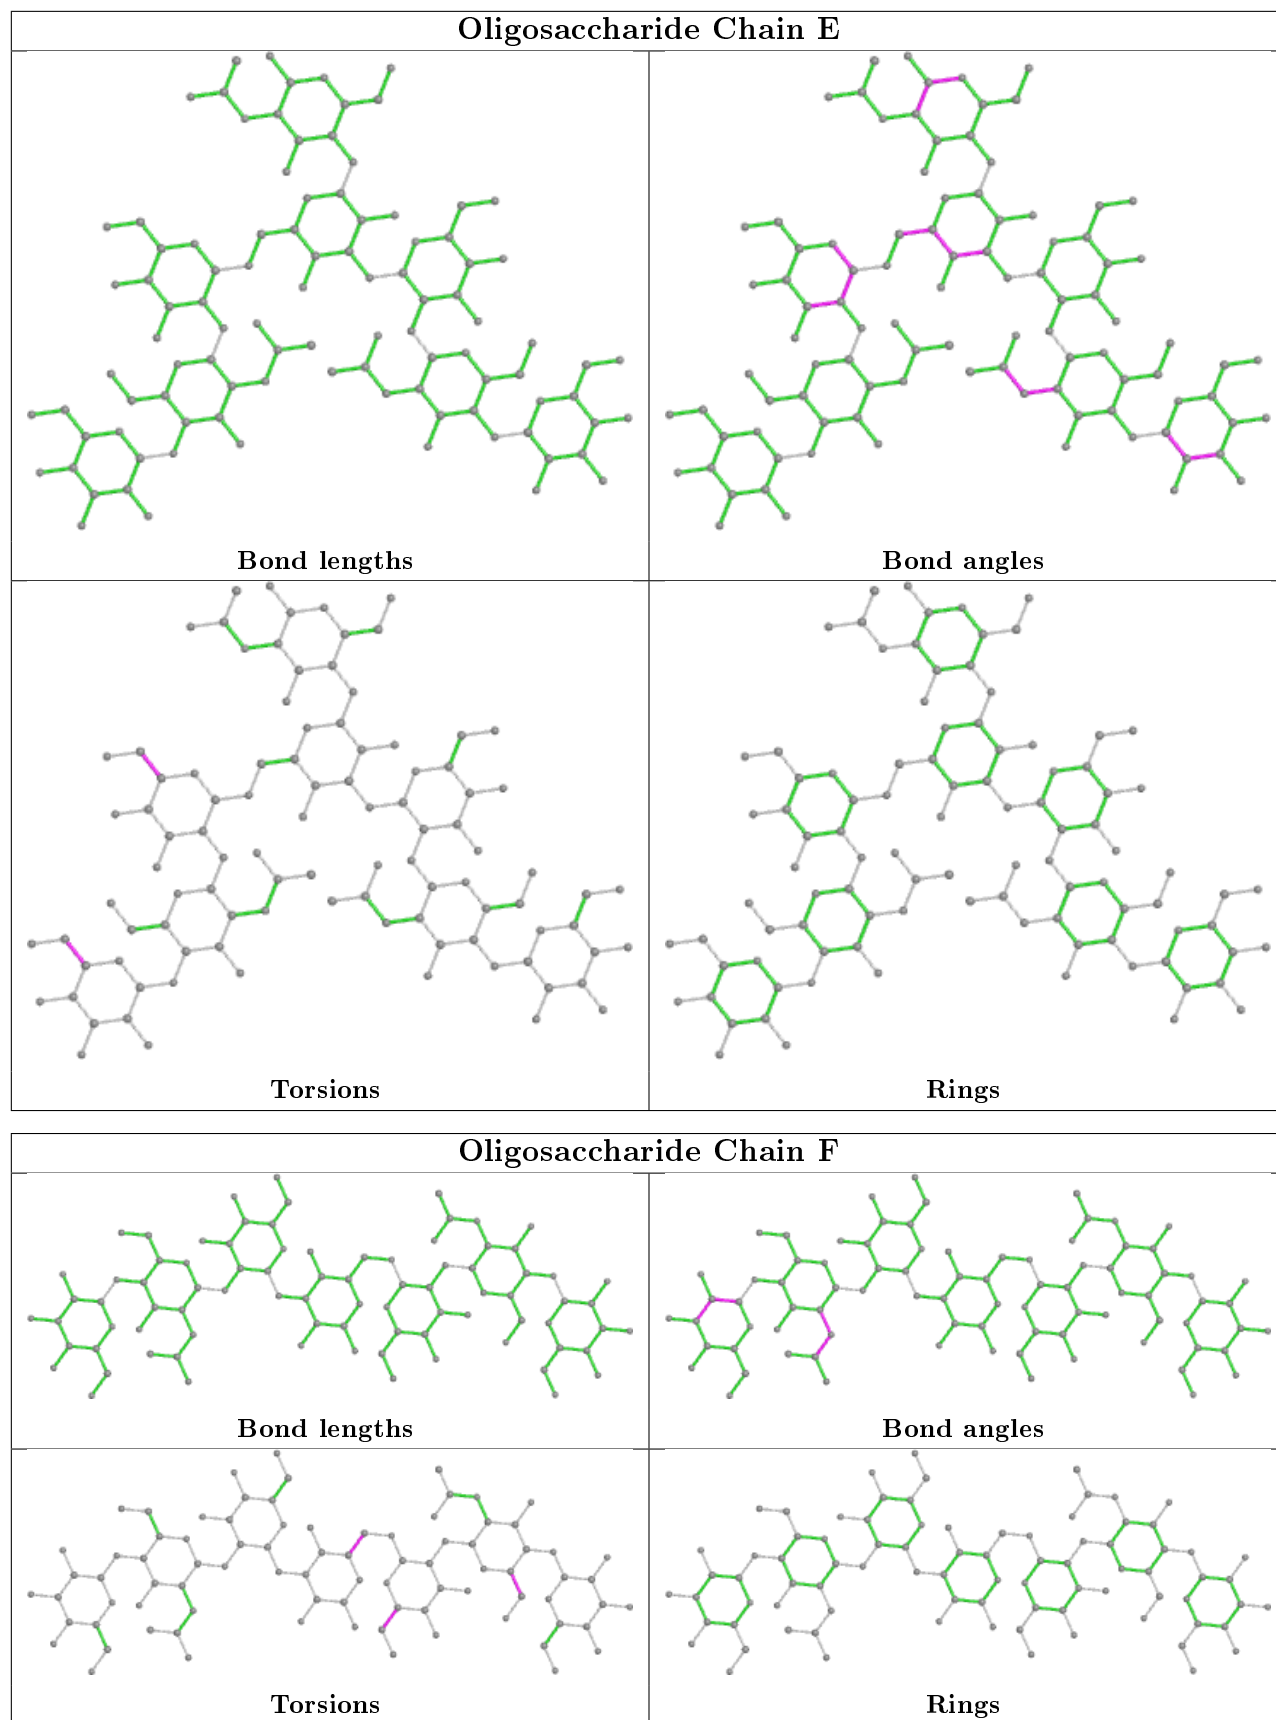 Oligosaccharide Chain E
Bond lengths
Bond angles
Torsions
Rings
Oligosaccharide Chain F
Bond lengths
Bond angles
Torsions
Rings